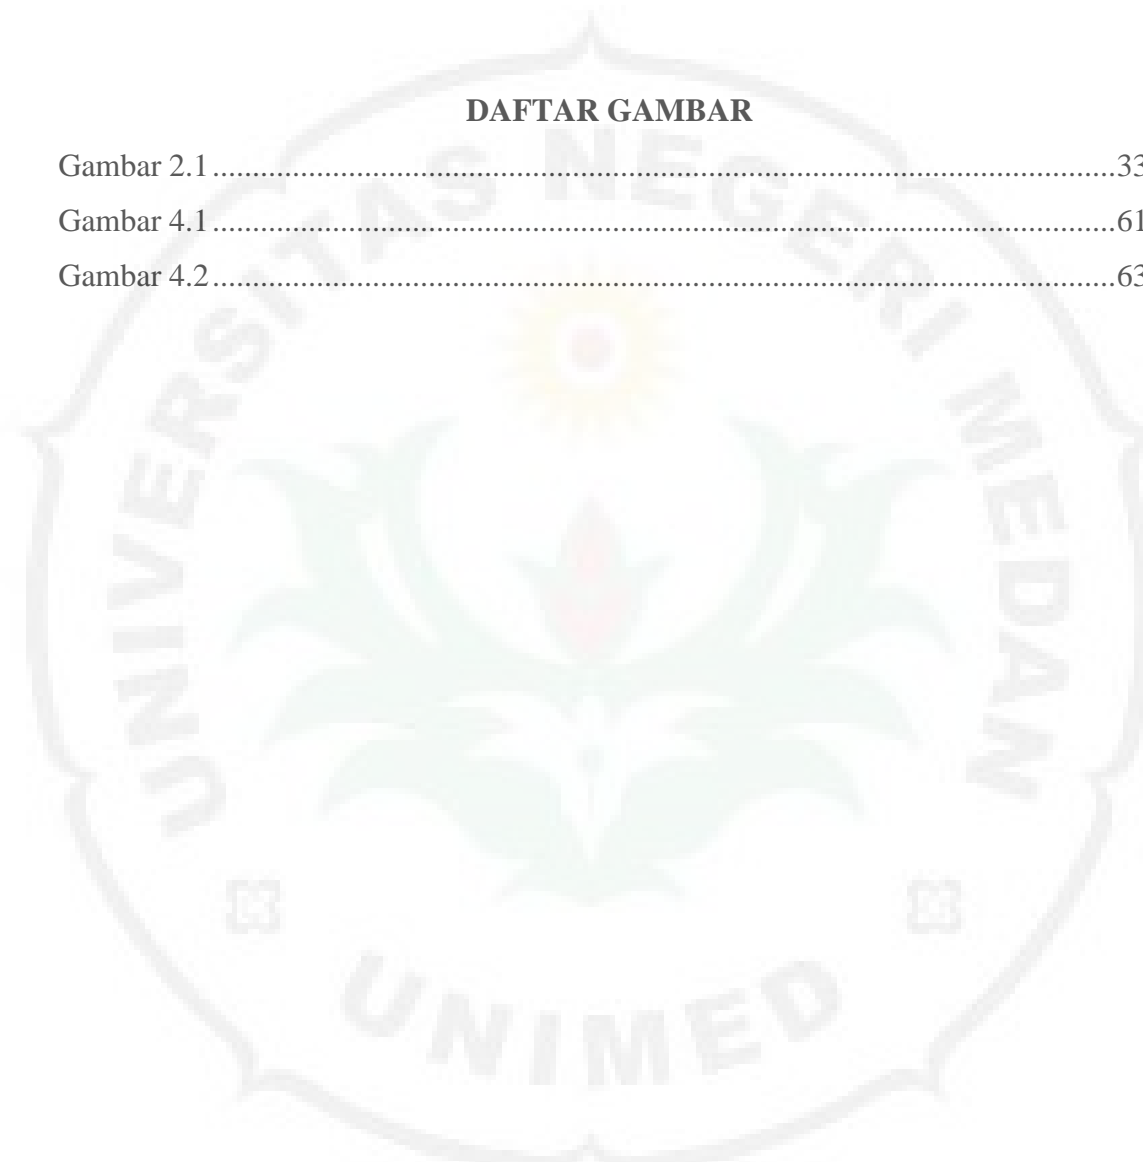 DAFTAR GAMBAR
Gambar 2.1..............................................................................................................33
Gambar 4.1..............................................................................................................61
Gambar 4.2..............................................................................................................63
UNIVERSITAS NEGERI MEDAN
UNIMED